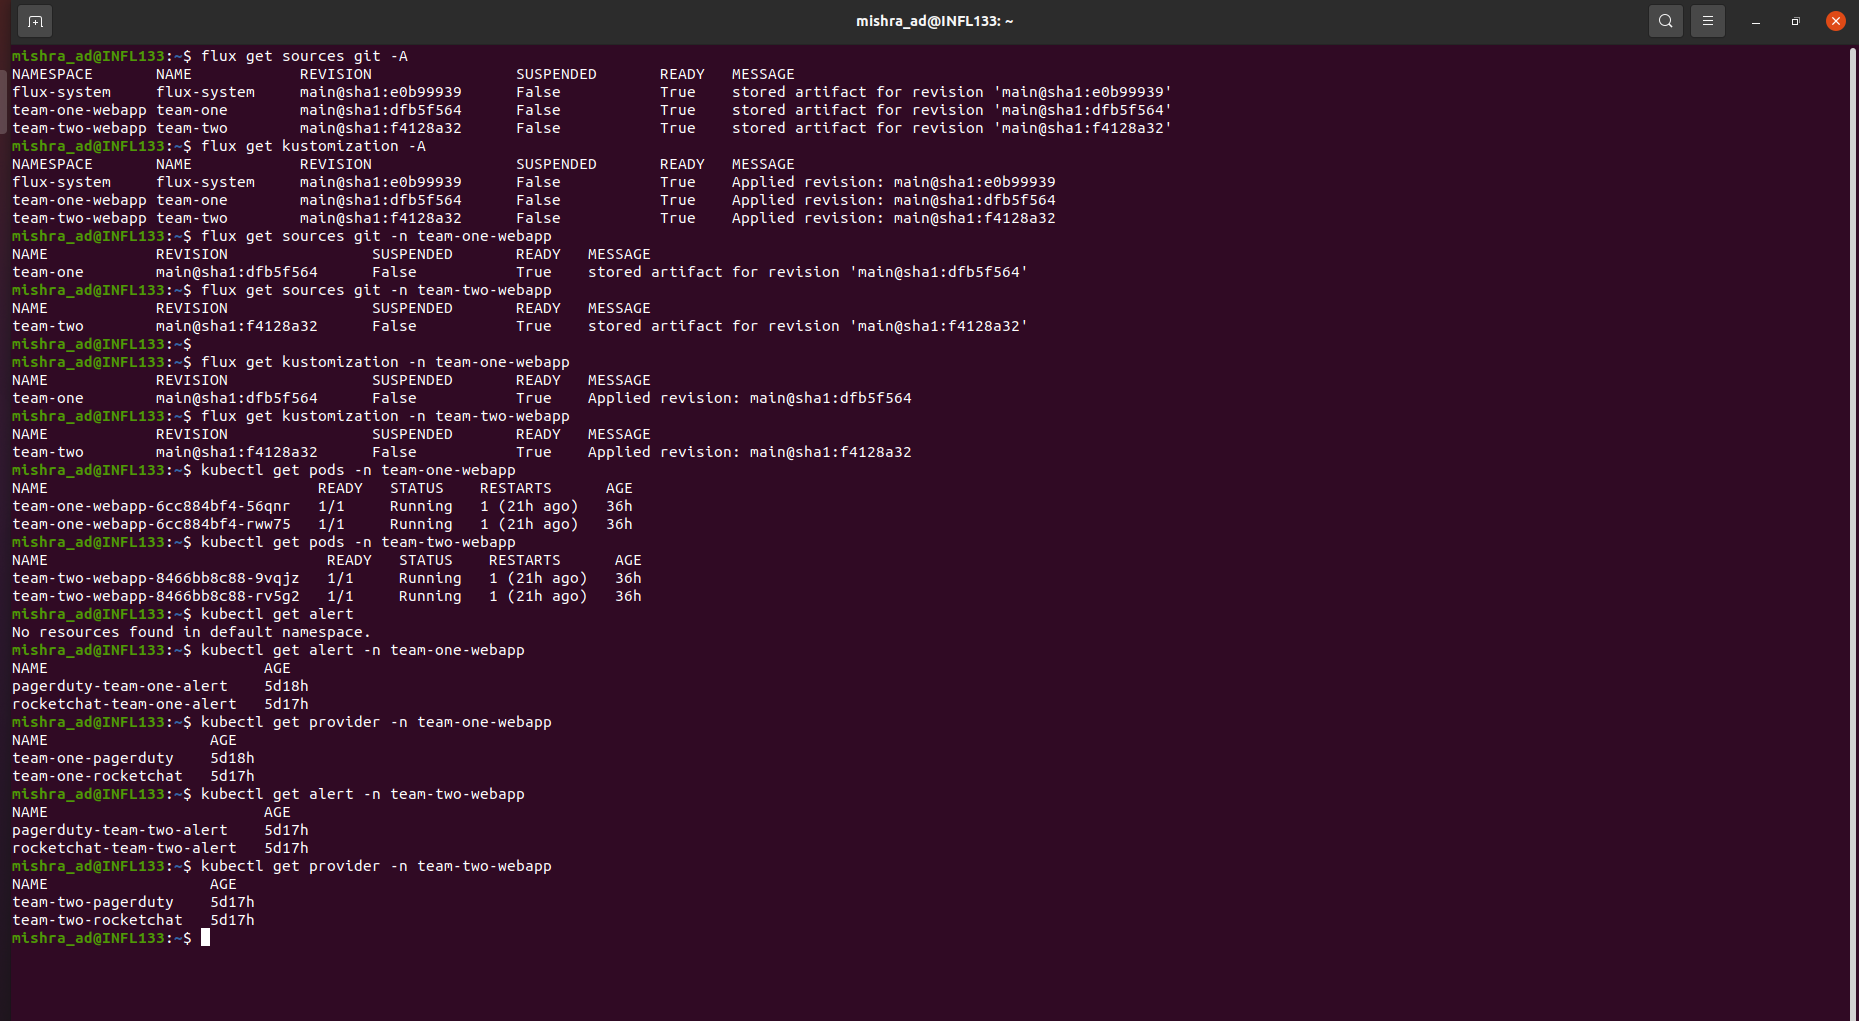 mishra_ad@INFL133: ~
mishra_ad@INFL133:~$ flux get sources git -A
NAMESPACE       NAME            REVISION                SUSPENDED       READY   MESSAGE
flux-system     flux-system     main@sha1:e0b99939      False           True    stored artifact for revision 'main@sha1:e0b99939'
team-one-webapp team-one        main@sha1:dfb5f564      False           True    stored artifact for revision 'main@sha1:dfb5f564'
team-two-webapp team-two        main@sha1:f4128a32      False           True    stored artifact for revision 'main@sha1:f4128a32'
mishra_ad@INFL133:~$ flux get kustomization -A
NAMESPACE       NAME            REVISION                SUSPENDED       READY   MESSAGE
flux-system     flux-system     main@sha1:e0b99939      False           True    Applied revision: main@sha1:e0b99939
team-one-webapp team-one        main@sha1:dfb5f564      False           True    Applied revision: main@sha1:dfb5f564
team-two-webapp team-two        main@sha1:f4128a32      False           True    Applied revision: main@sha1:f4128a32
mishra_ad@INFL133:~$ flux get sources git -n team-one-webapp
NAME            REVISION                SUSPENDED       READY   MESSAGE
team-one        main@sha1:dfb5f564      False           True    stored artifact for revision 'main@sha1:dfb5f564'
mishra_ad@INFL133:~$ flux get sources git -n team-two-webapp
NAME            REVISION                SUSPENDED       READY   MESSAGE
team-two        main@sha1:f4128a32      False           True    stored artifact for revision 'main@sha1:f4128a32'
mishra_ad@INFL133:~$
mishra_ad@INFL133:~$ flux get kustomization -n team-one-webapp
NAME            REVISION                SUSPENDED       READY   MESSAGE
team-one        main@sha1:dfb5f564      False           True    Applied revision: main@sha1:dfb5f564
mishra_ad@INFL133:~$ flux get kustomization -n team-two-webapp
NAME            REVISION                SUSPENDED       READY   MESSAGE
team-two        main@sha1:f4128a32      False           True    Applied revision: main@sha1:f4128a32
mishra_ad@INFL133:~$ kubectl get pods -n team-one-webapp
NAME                              READY   STATUS    RESTARTS      AGE
team-one-webapp-6cc884bf4-56qnr   1/1     Running   1 (21h ago)   36h
team-one-webapp-6cc884bf4-rww75   1/1     Running   1 (21h ago)   36h
mishra_ad@INFL133:~$ kubectl get pods -n team-two-webapp
NAME                               READY   STATUS    RESTARTS      AGE
team-two-webapp-8466bb8c88-9vqjz   1/1     Running   1 (21h ago)   36h
team-two-webapp-8466bb8c88-rv5g2   1/1     Running   1 (21h ago)   36h
mishra_ad@INFL133:~$ kubectl get alert
No resources found in default namespace.
mishra_ad@INFL133:~$ kubectl get alert -n team-one-webapp
NAME                        AGE
pagerduty-team-one-alert    5d18h
rocketchat-team-one-alert   5d17h
mishra_ad@INFL133:~$ kubectl get provider -n team-one-webapp
NAME                  AGE
team-one-pagerduty    5d18h
team-one-rocketchat   5d17h
mishra_ad@INFL133:~$ kubectl get alert -n team-two-webapp
NAME                        AGE
pagerduty-team-two-alert    5d17h
rocketchat-team-two-alert   5d17h
mishra_ad@INFL133:~$ kubectl get provider -n team-two-webapp
NAME                  AGE
team-two-pagerduty    5d17h
team-two-rocketchat   5d17h
mishra_ad@INFL133:~$